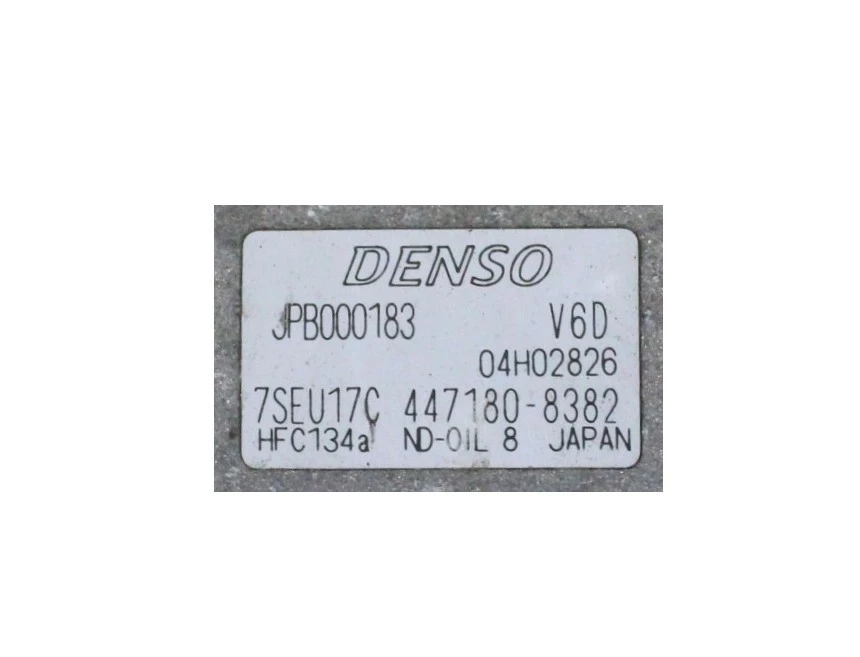 DENSO
JPB000183 V6D
04H02826
7SEU17C 447180-8382
HFC134a ND-OIL 8 JAPAN